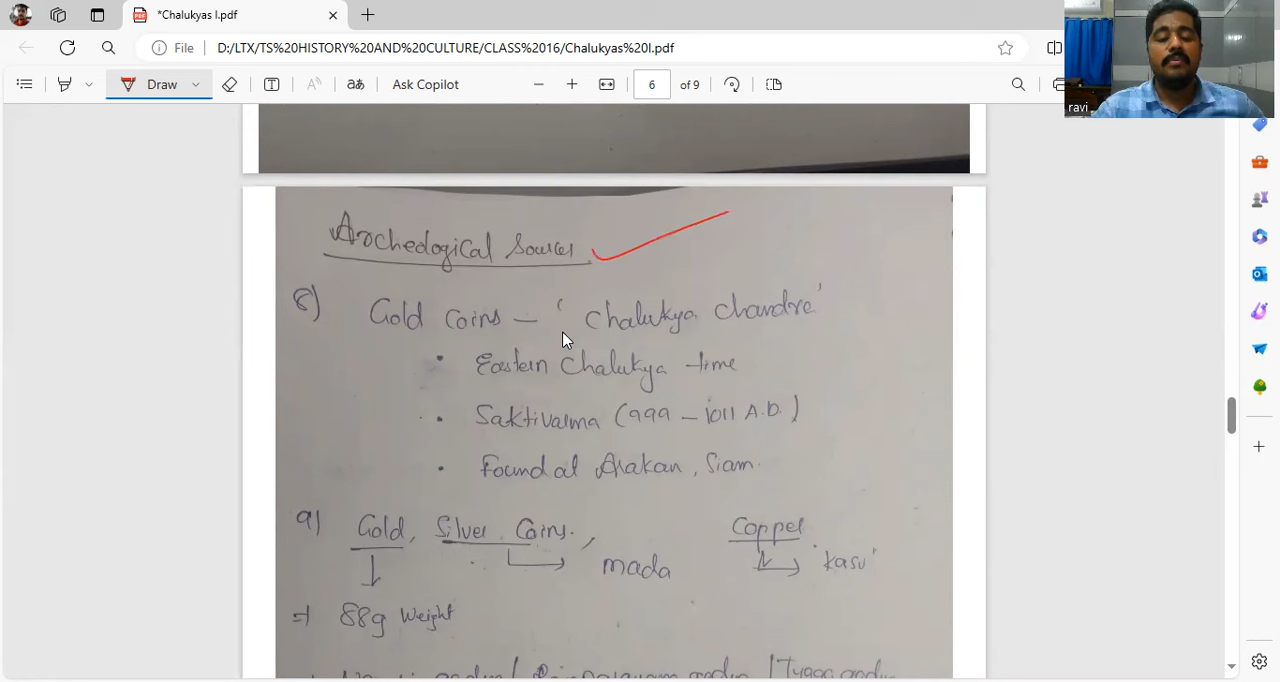 *Chalukyas I.pdf
File
D:/LTX/TS%20HISTORY%20AND%20CULTURE/CLASS%2016/Chalukyas%20I.pdf
Draw
Ask Copilot
6 of 9
ravi
Archeological Sources
8) Gold Coins – 'Chalukya Chandra'
• Eastern Chalukya time
• Saktivarma (999 – 1011 A.D.)
• Found at Arakan, Siam.
9) Gold, Silver Coins, Copper
mada 'kasu'
⇒ 88g Weight